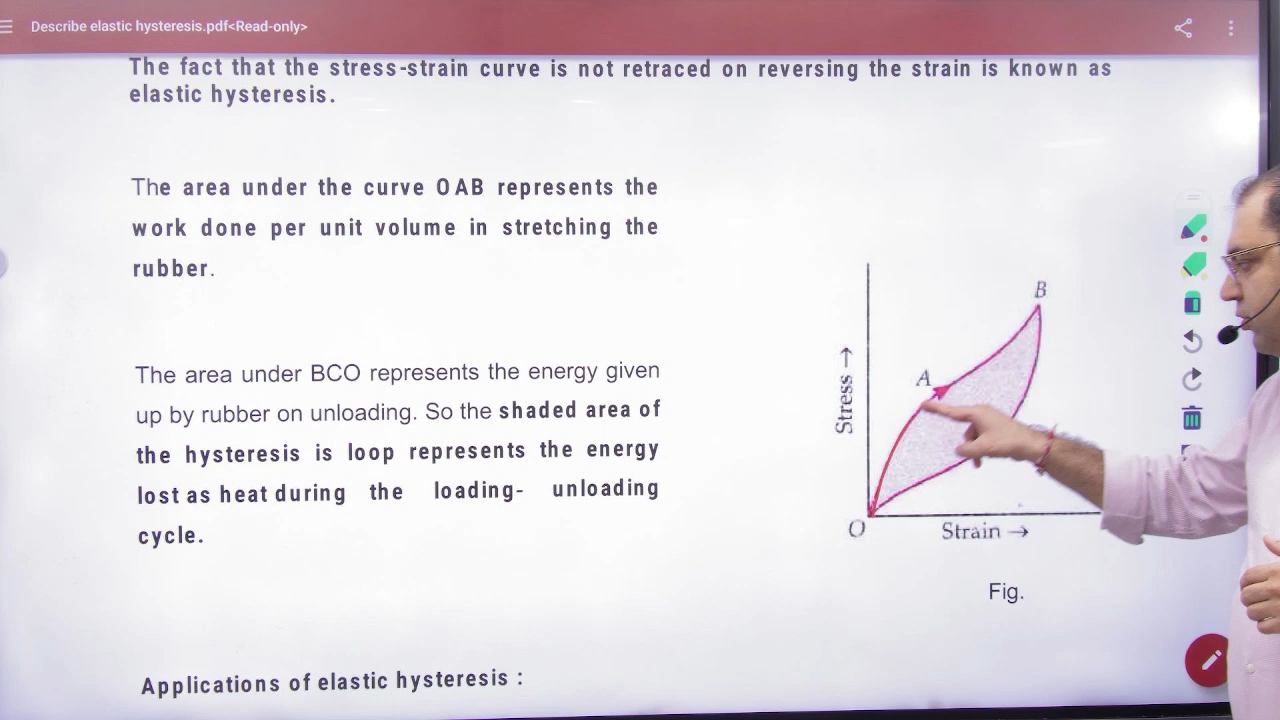 Describe elastic hysteresis.pdf<Read-only>
The fact that the stress-strain curve is not retraced on reversing the strain is known as
elastic hysteresis.
The area under the curve OAB represents the
work done per unit volume in stretching the
rubber.
The area under BCO represents the energy given
up by rubber on unloading. So the shaded area of
the hysteresis is loop represents the energy
lost as heat during the loading- unloading
cycle.
B
A
Stress →
O
Strain →
Fig.
Applications of elastic hysteresis :